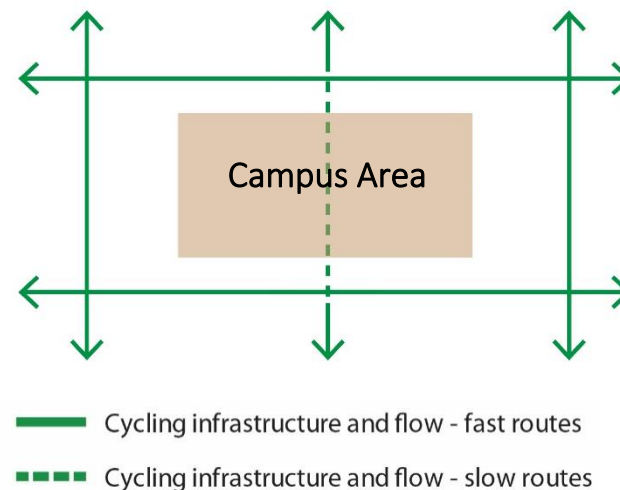 Campus Area
Cycling infrastructure and flow - fast routes
Cycling infrastructure and flow - slow routes